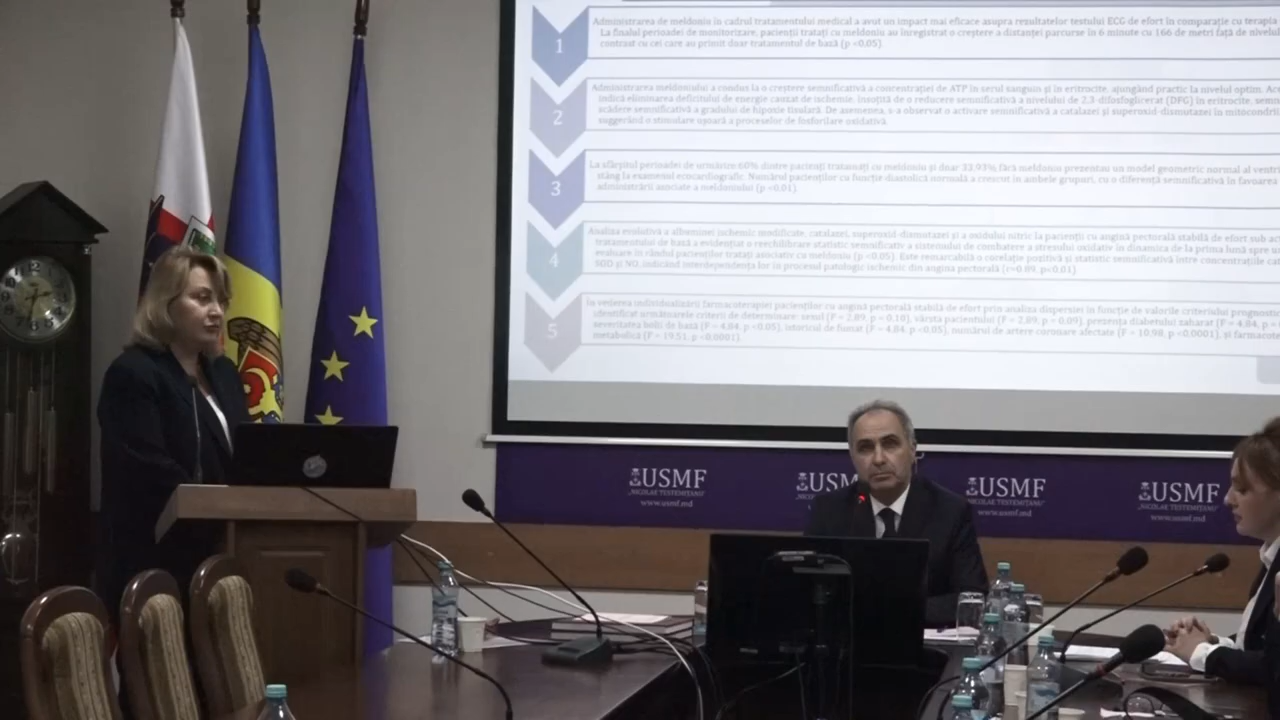 1
Administrarea de meldoniu în cadrul tratamentului medical a avut un impact mai eficace asupra rezultatelor testului ECG de efort în comparație cu terapia
La finalul perioadei de monitorizare, pacienții tratați cu meldoniu au înregistrat o creștere a distanței parcurse în 6 minute cu 166 de metri față de nivelul
contrast cu cei care au primit doar tratamentul de bază (p <0,05)
2
Administrarea meldoniului a condus la o creștere semnificativă a concentrației de ATP în serul sanguin și în eritrocite, ajungând practic la nivelul optim.
indică eliminarea deficitului de energie cauzat de ischemie, însoțită de o reducere semnificativă a nivelului de 2,3-difosfoglicerat (DFG) în eritrocite,
scădere semnificativă a gradului de hipoxie tisulară. De asemenea, s-a observat o activare semnificativă a catalazei și superoxid-dismutazei în
sugerând o stimulare ușoară a proceselor de fosforilare oxidativă.
3
La sfârșitul perioadei de urmărire 60% dintre pacienți tratamați cu meldoniu și doar 33,93% fără meldoniu prezentau un model geometric normal al
stâng la examenul ecocardiografic. Numărul pacienților cu funcție diastolică normală a crescut în ambele grupuri, cu o diferență semnificativă în favoarea
administrării asociate a meldoniului (p <0,01)
4
Analiza evolutivă a albuminei ischemic modificate, catalazei, superoxid-dismutazei și a oxidului nitric la pacienții cu angină pectorală stabilă de efort sub
tratamentului de bază a evidențiat o reechilibrare statistic semnificativ a sistemului de combatere a stresului oxidativ în dinamica de la prima lună spre
evaluare în rândul pacienților tratați asociativ cu meldoniu (p <0,05). Este remarcabilă o corelație pozitivă și statistic semnificativă între concentrațiile
SOD și NO, indicând interdependența lor în procesul patologic ischemic din angina pectorală (r=0,89, p<0,01)
5
În vederea individualizării farmacoterapiei pacienților cu angină pectorală stabilă de efort prin analiza dispersiei în funcție de valorile criteriului
identificat următoarele criterii de determinare: sexul (F = 2,89, p < 0,10), vârsta pacientului (F = 2,89, p = 0,09), prezența diabetului zaharat (F = 4,84,
severitatea bolii de bază (F = 4,84, p <0,05), istoricul de fumat (F = 4,84, p <0,05), numărul de artere coronare afectate (F = 10,98, p <0,0001), și
metabolică (F = 19,51, p <0,0001).
USMF
„NICOLAE TESTEMIȚANU”
www.usmf.md
USM
USMF
„NICOLAE TESTEMIȚANU”
www.usmf.md
USMF
„NICOLAE TESTEMIȚANU”
www.usmf.md